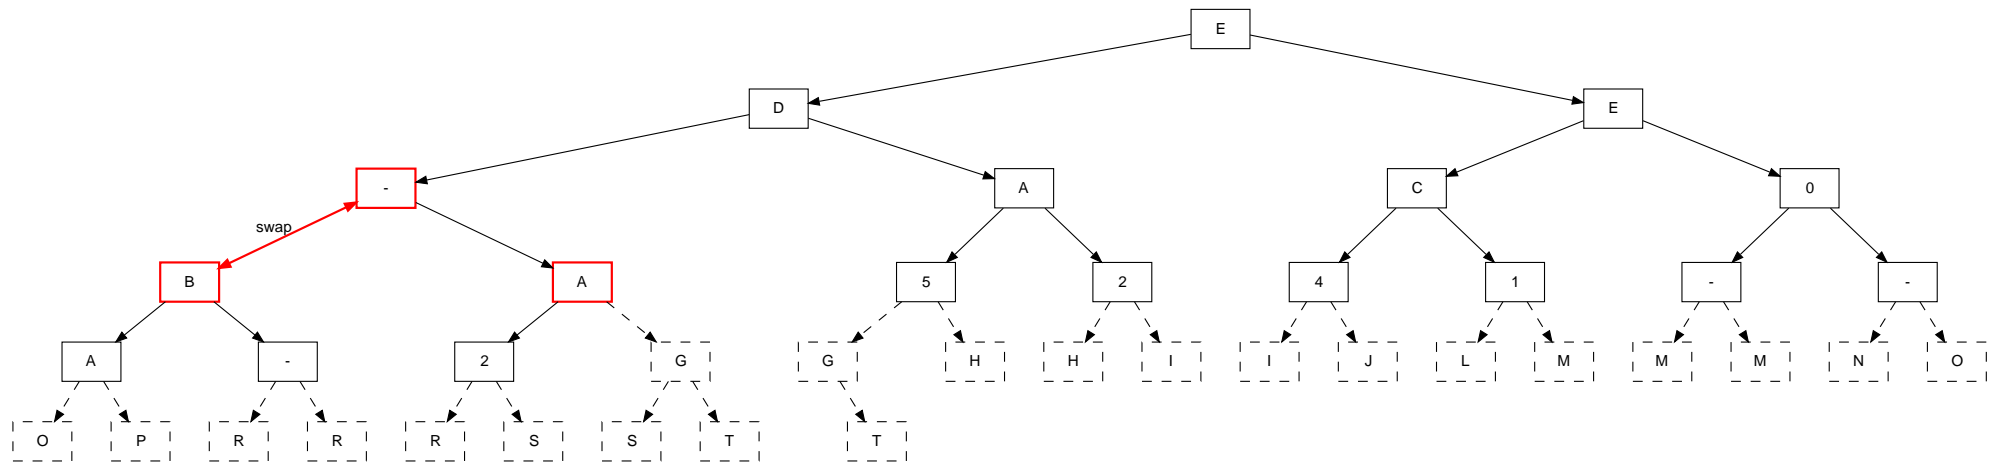 E
D E
- A C 0
swap
B A 5 2 4 1 - -
A - 2 G G H H I I J L M M M N O
O P R R R S S T T